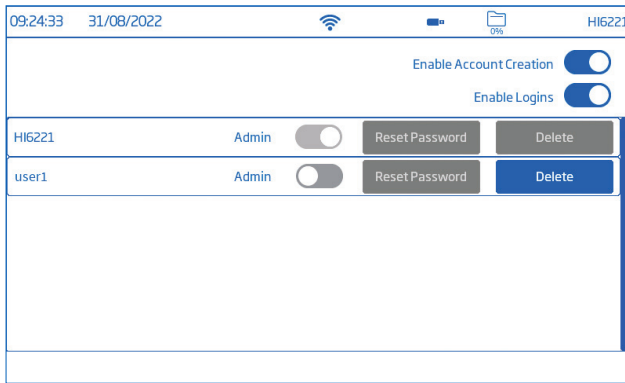 09:24:33 31/08/2022 0% HI6221
Enable Account Creation
Enable Logins
HI6221 Admin Reset Password Delete
user1 Admin Reset Password Delete